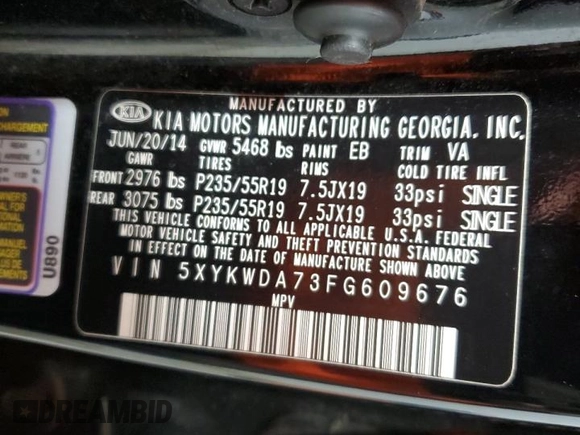 MANUFACTURED BY
KIA KIA MOTORS MANUFACTURING GEORGIA, INC.
JUN/20/14 GVWR 5468 lbs PAINT EB TRIM VA
GAWR TIRES RIMS COLD TIRE INFL
FRONT 2976 lbs P235/55R19 7.5JX19 33psi SINGLE
REAR 3075 lbs P235/55R19 7.5JX19 33psi SINGLE
THIS VEHICLE CONFORMS TO ALL APPLICABLE U.S.A. FEDERAL
MOTOR VEHICLE SAFETY AND THEFT PREVENTION STANDARDS
IN EFFECT ON THE DATE OF MANUFACTURE SHOWN ABOVE.
VIN 5XYKWDA73FG609676
MPV
U890
DREAMBID